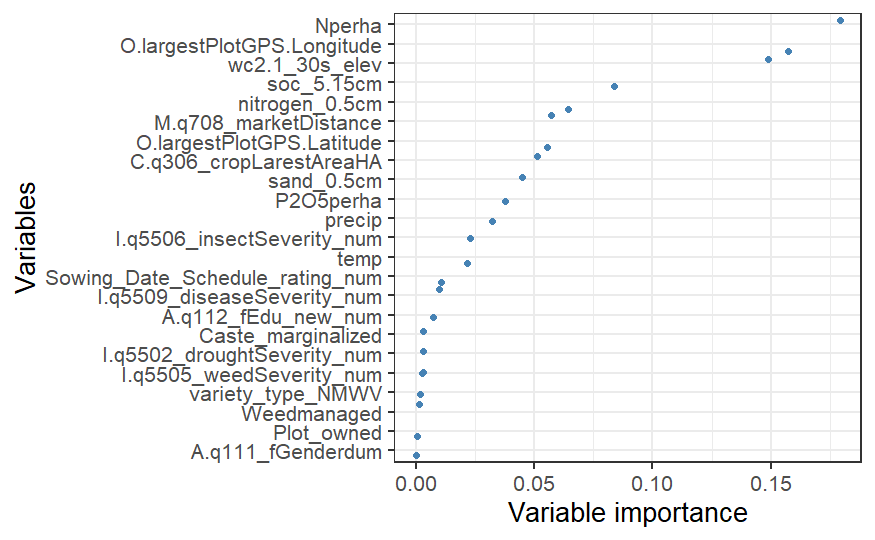 Nperha
O.largestPlotGPS.Longitude
wc2.1_30s_elev
soc_5.15cm
nitrogen_0.5cm
M.q708_marketDistance
O.largestPlotGPS.Latitude
C.q306_cropLarestAreaHA
sand_0.5cm
P2O5perha
precip
I.q5506_insectSeverity_num
temp
Sowing_Date_Schedule_rating_num
I.q5509_diseaseSeverity_num
A.q112_fEdu_new_num
Caste_marginalized
I.q5502_droughtSeverity_num
I.q5505_weedSeverity_num
variety_type_NMWV
Weedmanaged
Plot_owned
A.q111_fGenderdum
Variables
0.00 0.05 0.10 0.15
Variable importance